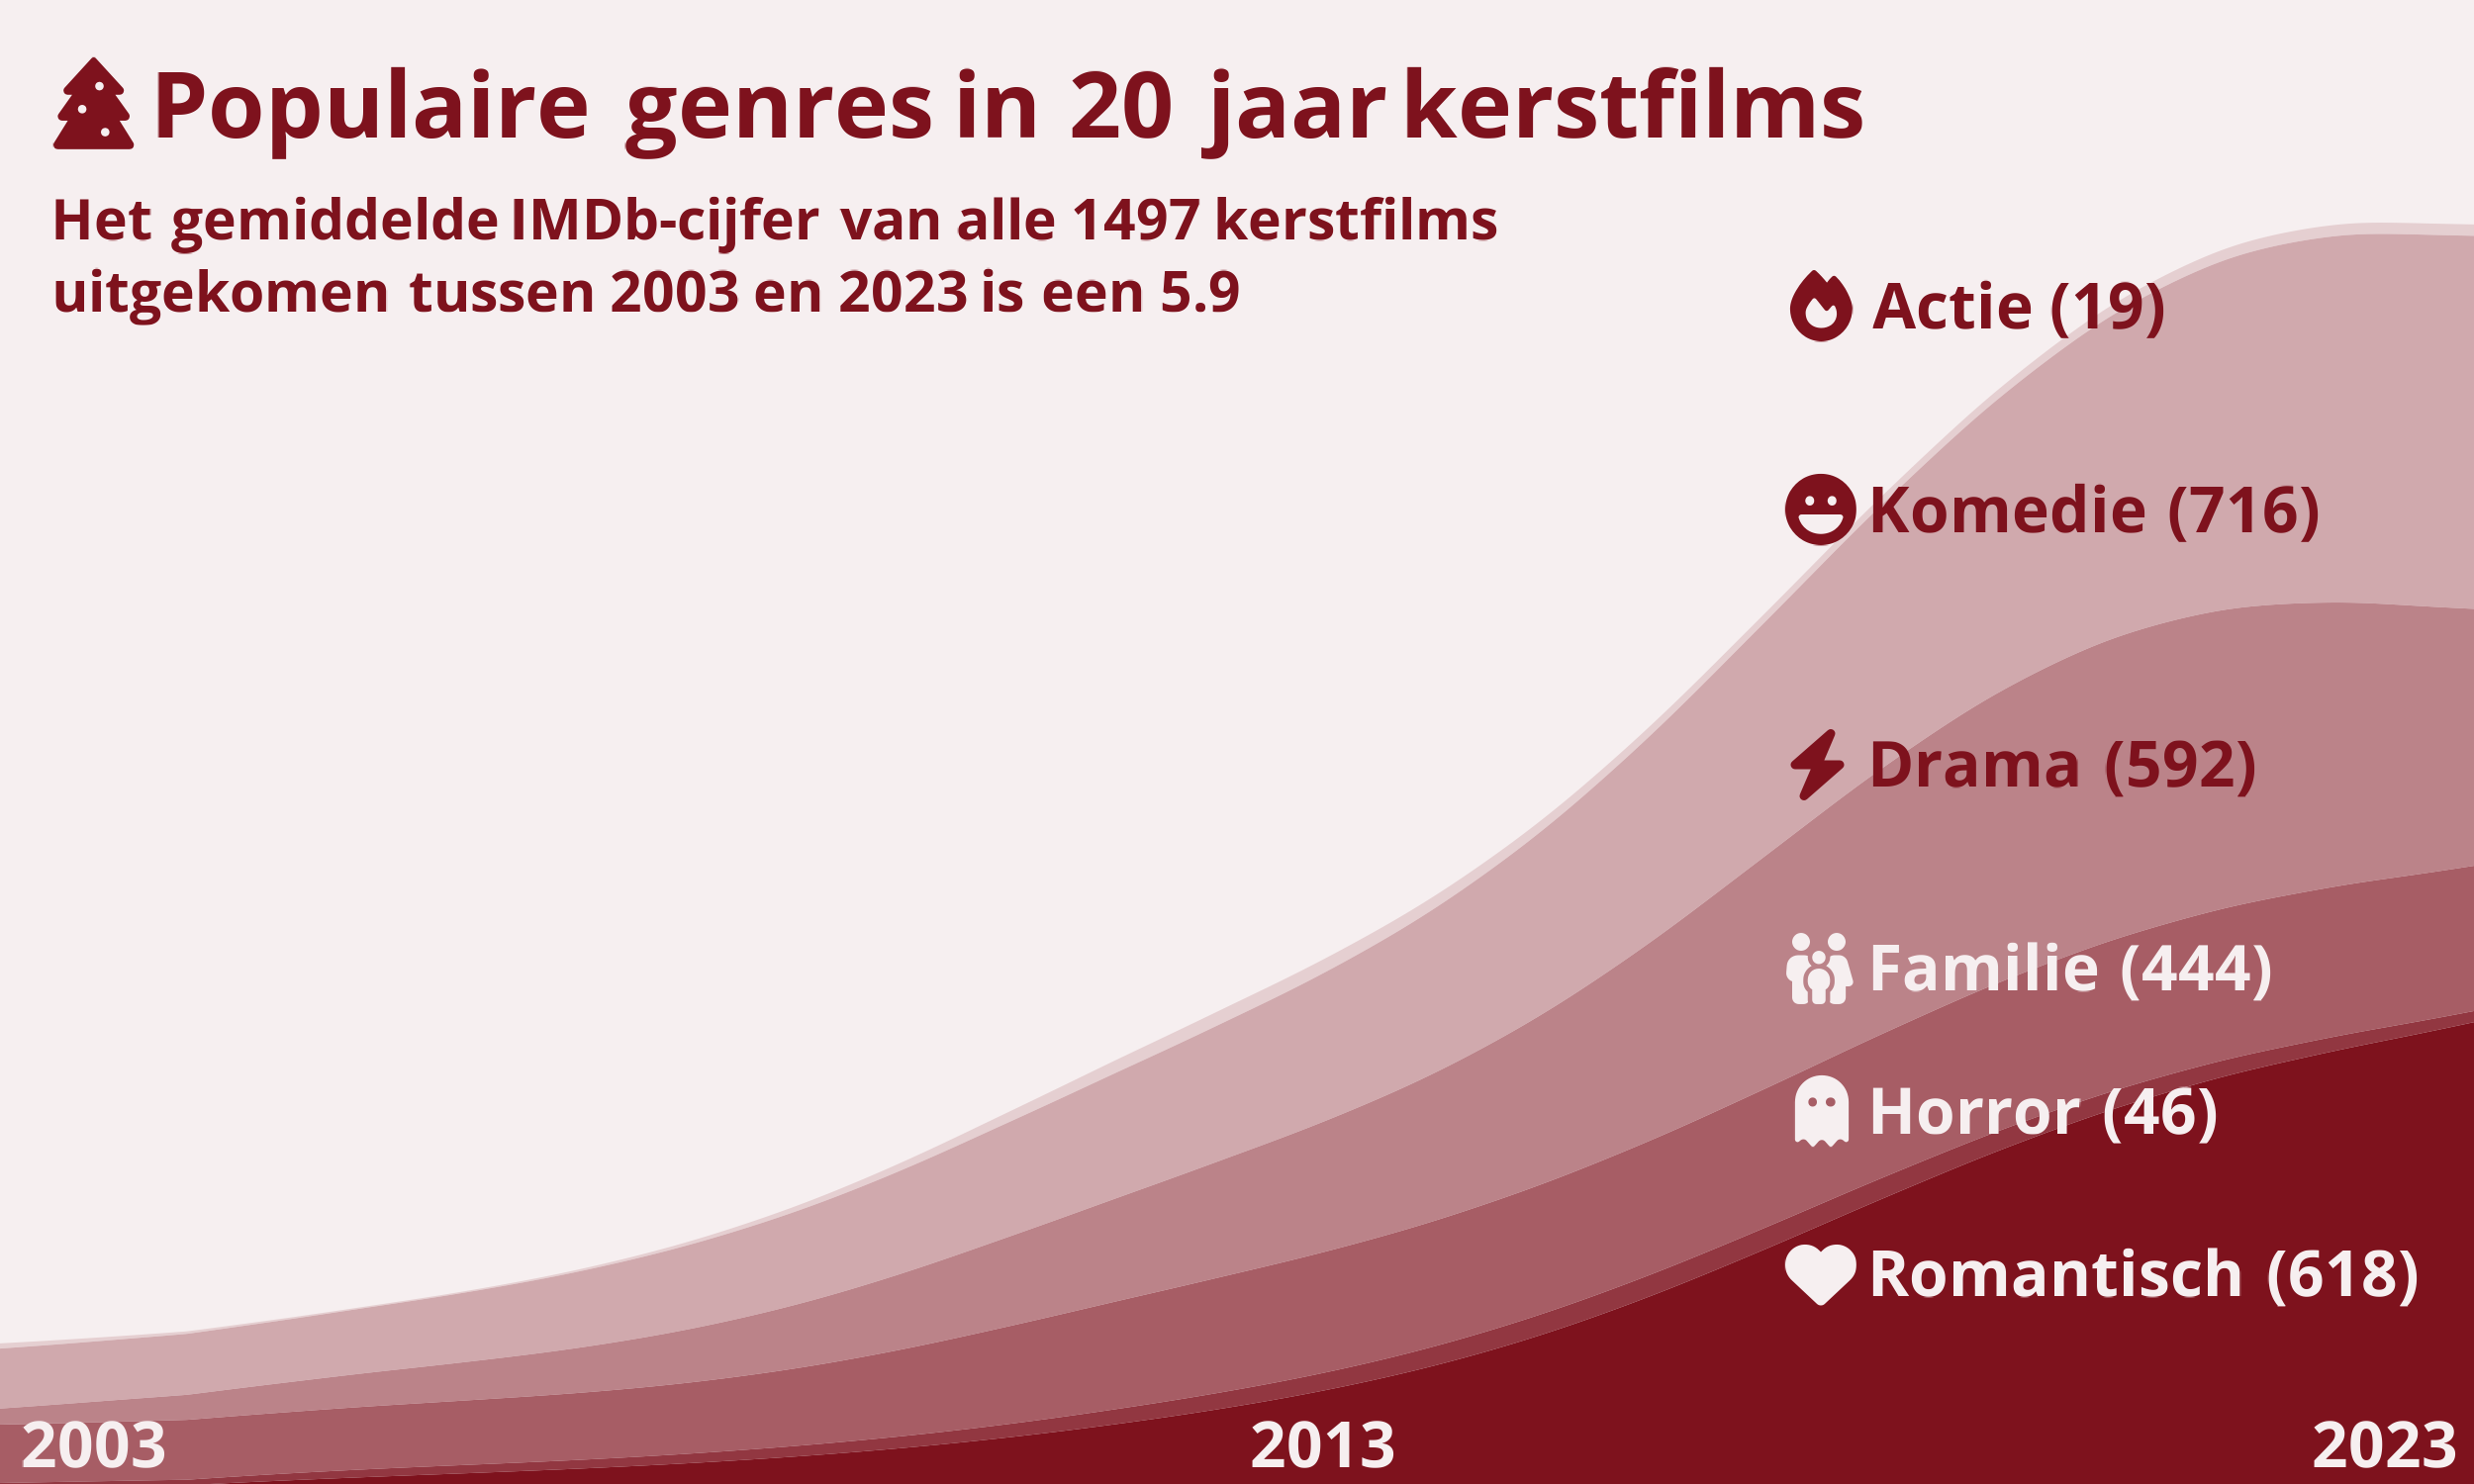 Populaire genres in 20 jaar kerstfilms
Het gemiddelde IMDb-cijfer van alle 1497 kerstfilms
uitgekomen tussen 2003 en 2023 is een 5.9
Actie (19)
Komedie (716)
Drama (592)
Familie (444)
Horror (46)
Romantisch (618)
2003
2013
2023